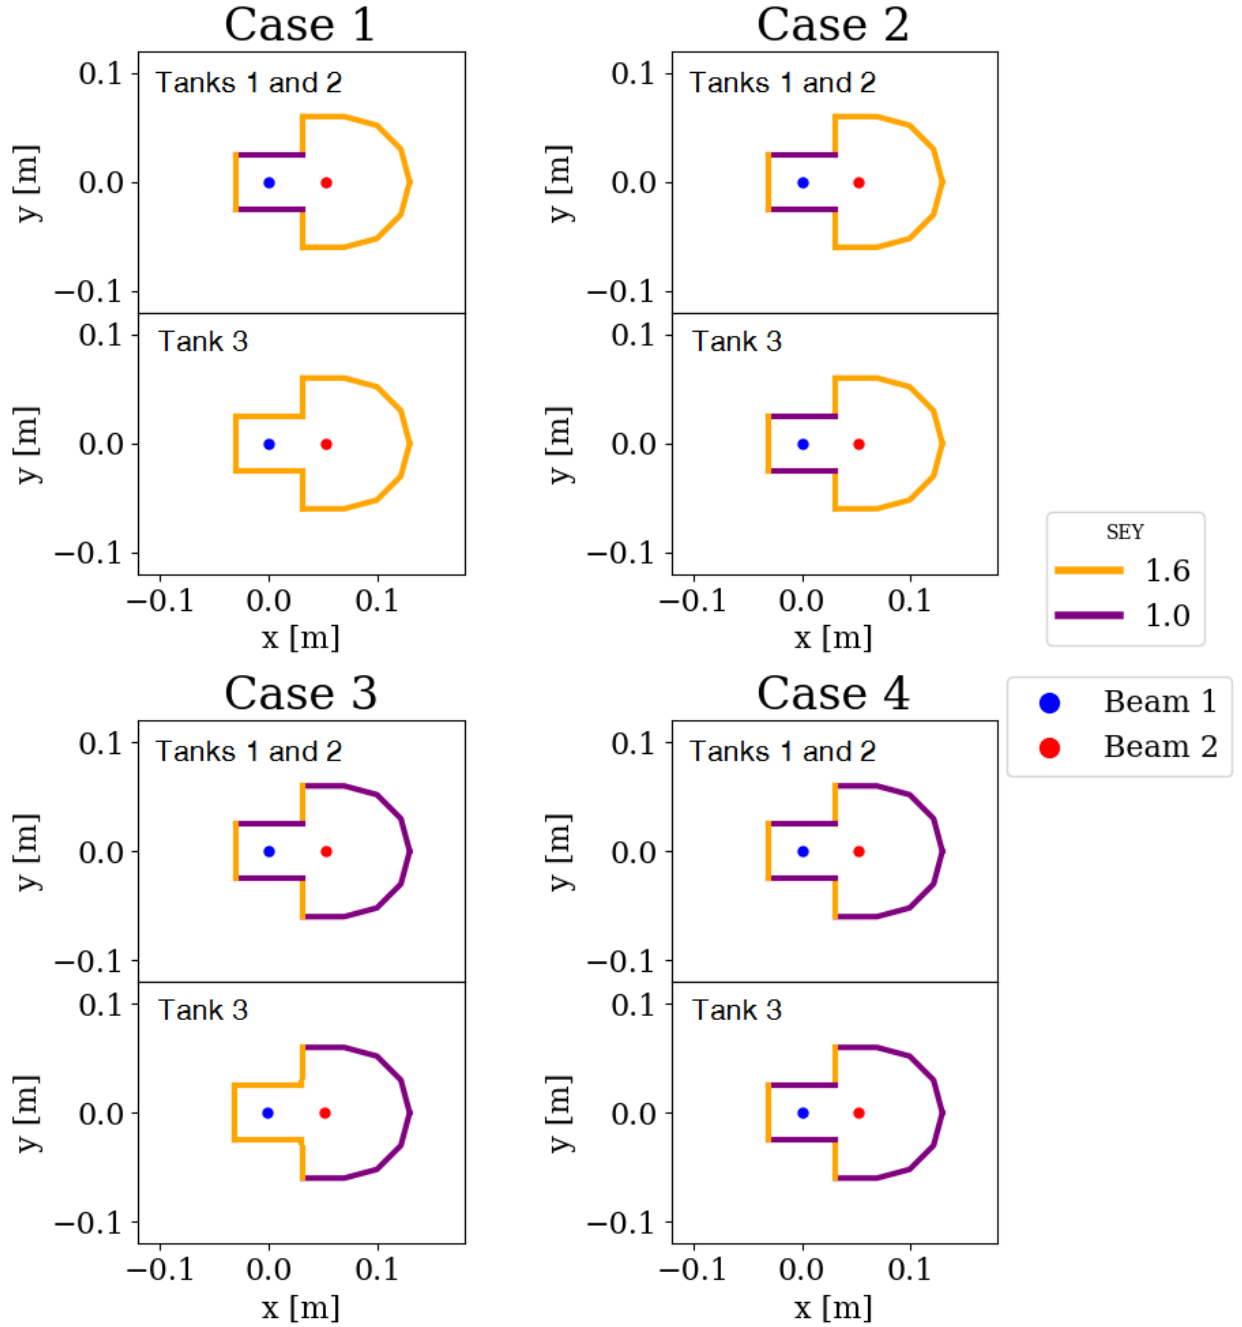 Case 1
Case 2
Tanks 1 and 2
Tanks 1 and 2
0.1
0.0
−0.1
y [m]
0.1
0.0
−0.1
y [m]
Tank 3
Tank 3
0.1
0.0
−0.1
y [m]
0.1
0.0
−0.1
y [m]
−0.1 0.0 0.1
x [m]
−0.1 0.0 0.1
x [m]
SEY
1.6
1.0
Case 3
Case 4
Beam 1
Beam 2
Tanks 1 and 2
Tanks 1 and 2
0.1
0.0
−0.1
y [m]
0.1
0.0
−0.1
y [m]
Tank 3
Tank 3
0.1
0.0
−0.1
y [m]
0.1
0.0
−0.1
y [m]
−0.1 0.0 0.1
x [m]
−0.1 0.0 0.1
x [m]